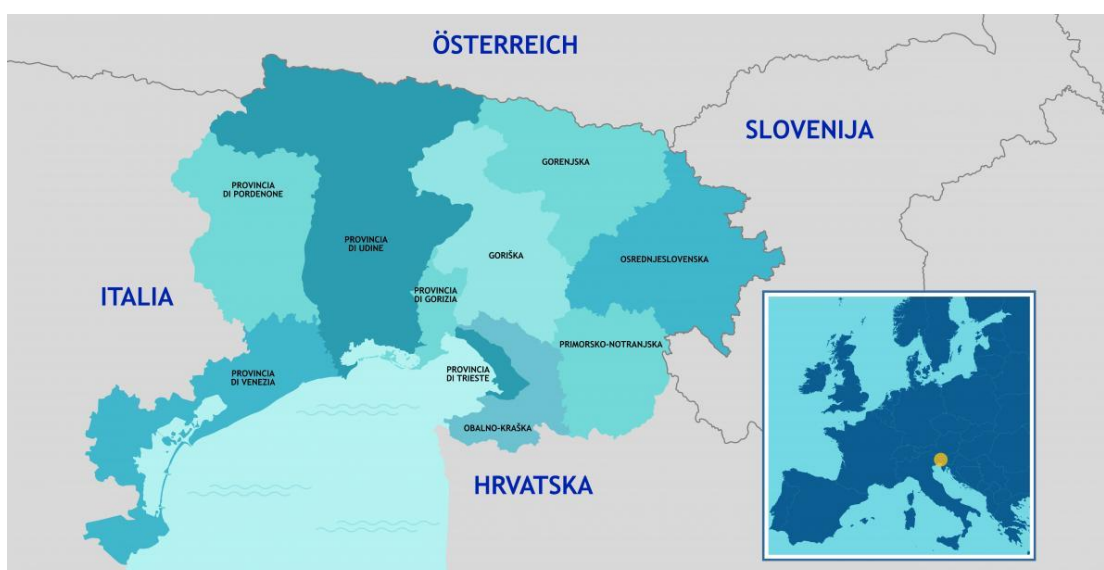 ÖSTERREICH
SLOVENIJA
GORENJSKA
PROVINCIA
DI PORDENONE
PROVINCIA
DI UDINE
GORIŠKA
OSREDNJESLOVENSKA
ITALIA
PROVINCIA
DI GORIZIA
PRIMORSKO-NOTRANJSKA
PROVINCIA
DI VENEZIA
PROVINCIA
DI TRIESTE
OBALNO-KRAŠKA
HRVATSKA